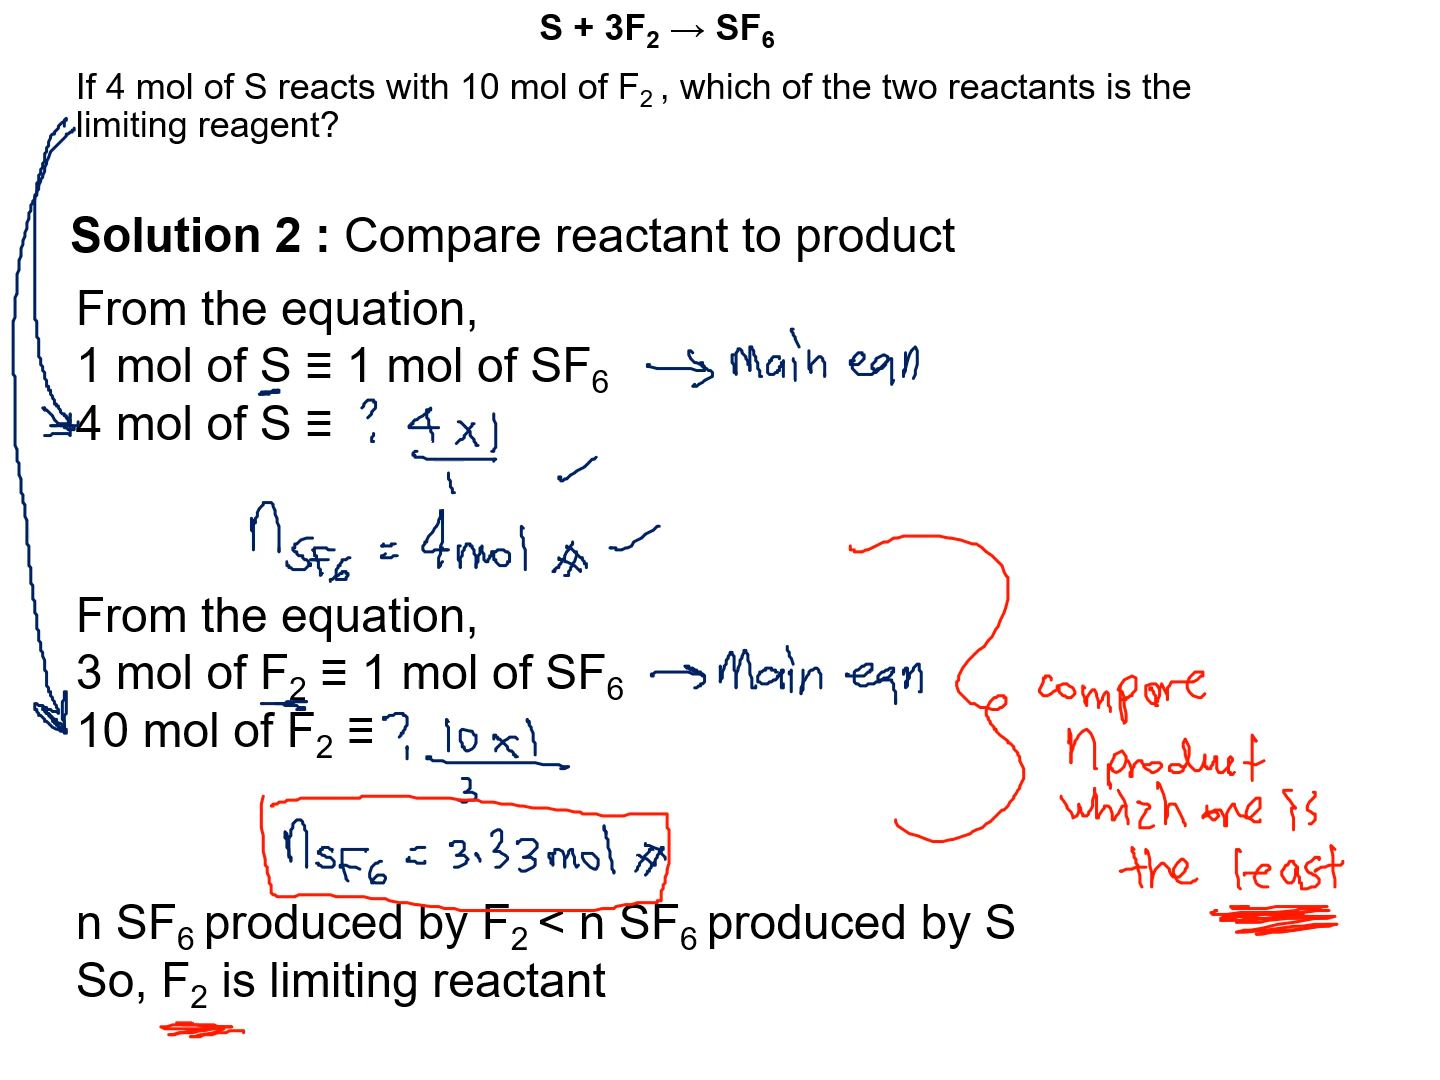 S + 3F₂ → SF₆
If 4 mol of S reacts with 10 mol of F₂ , which of the two reactants is the
limiting reagent?
Solution 2 : Compare reactant to product
From the equation,
1 mol of S ≡ 1 mol of SF₆ → Main eqn
4 mol of S ≡ ? 4 x 1
1
n SF₆ = 4 mol #
From the equation,
3 mol of F₂ ≡ 1 mol of SF₆ → Main eqn
10 mol of F₂ ≡ ? 10 x 1
3
n SF₆ = 3.33 mol #
compare
n product
which one is
the least
n SF₆ produced by F₂ < n SF₆ produced by S
So, F₂ is limiting reactant